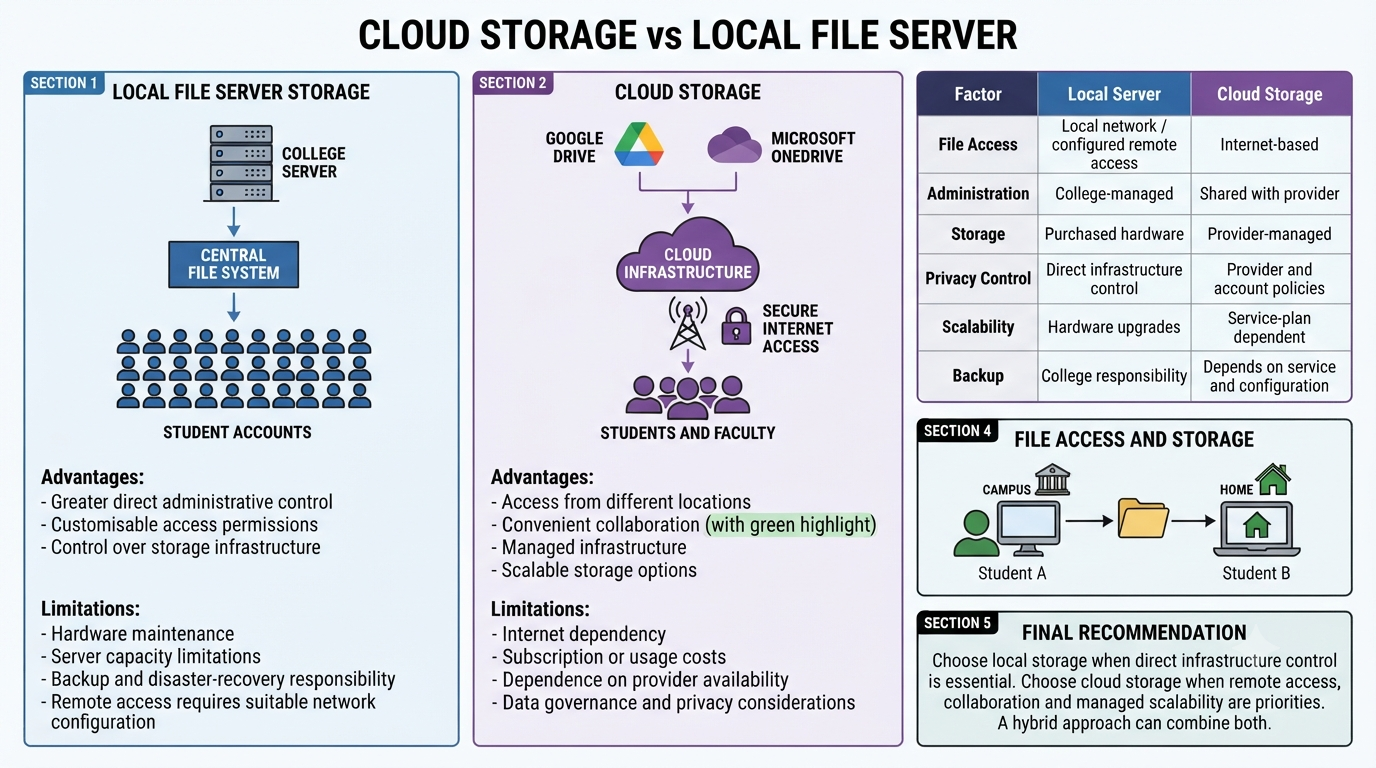 CLOUD STORAGE vs LOCAL FILE SERVER
SECTION 1
LOCAL FILE SERVER STORAGE
COLLEGE
SERVER
CENTRAL
FILE SYSTEM
STUDENT ACCOUNTS
Advantages:
- Greater direct administrative control
- Customisable access permissions
- Control over storage infrastructure
Limitations:
- Hardware maintenance
- Server capacity limitations
- Backup and disaster-recovery responsibility
- Remote access requires suitable network
configuration
SECTION 2
CLOUD STORAGE
GOOGLE
DRIVE
MICROSOFT
ONEDRIVE
CLOUD
INFRASTRUCTURE
SECURE
INTERNET
ACCESS
STUDENTS AND FACULTY
Advantages:
- Access from different locations
- Convenient collaboration (with green highlight)
- Managed infrastructure
- Scalable storage options
Limitations:
- Internet dependency
- Subscription or usage costs
- Dependence on provider availability
- Data governance and privacy considerations
Factor Local Server Cloud Storage
File Access
Local network /
configured remote
access
Internet-based
Administration College-managed Shared with provider
Storage Purchased hardware Provider-managed
Privacy Control
Direct infrastructure
control
Provider and
account policies
Scalability Hardware upgrades
Service-plan
dependent
Backup College responsibility
Depends on service
and configuration
SECTION 4
FILE ACCESS AND STORAGE
CAMPUS
HOME
Student A
Student B
SECTION 5
FINAL RECOMMENDATION
Choose local storage when direct infrastructure control
is essential. Choose cloud storage when remote access,
collaboration and managed scalability are priorities.
A hybrid approach can combine both.